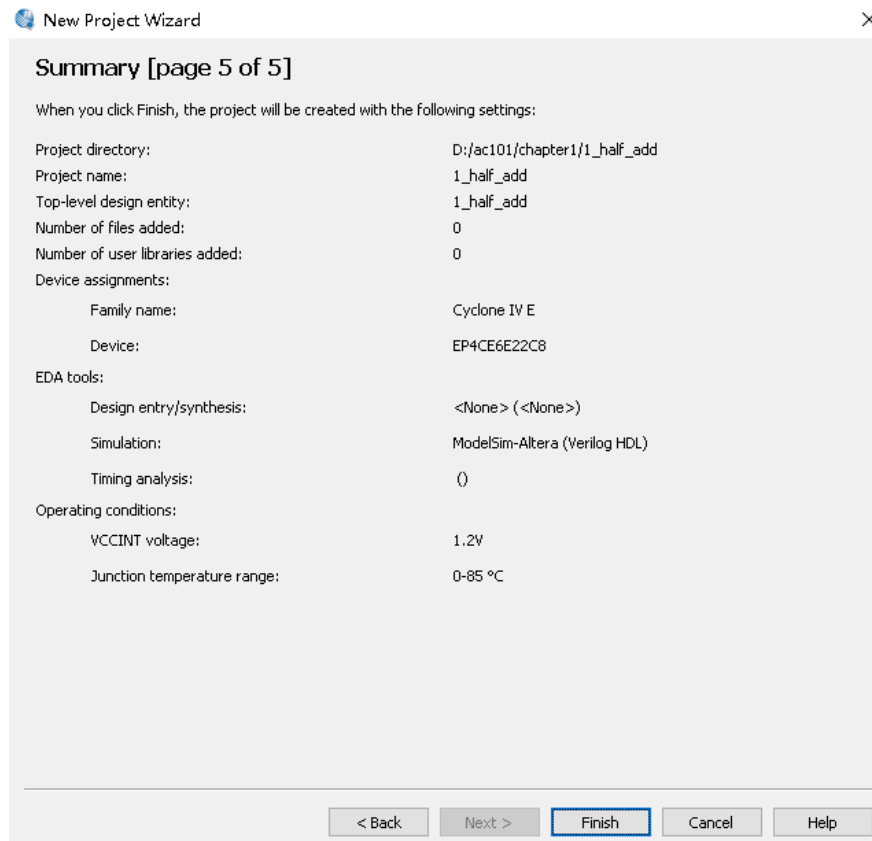 New Project Wizard
Summary [page 5 of 5]
When you click Finish, the project will be created with the following settings:
Project directory: D:/ac101/chapter1/1_half_add
Project name: 1_half_add
Top-level design entity: 1_half_add
Number of files added: 0
Number of user libraries added: 0
Device assignments:
Family name: Cyclone IV E
Device: EP4CE6E22C8
EDA tools:
Design entry/synthesis: <None> (<None>)
Simulation: ModelSim-Altera (Verilog HDL)
Timing analysis: ()
Operating conditions:
VCCINT voltage: 1.2V
Junction temperature range: 0-85 °C
< Back Next > Finish Cancel Help